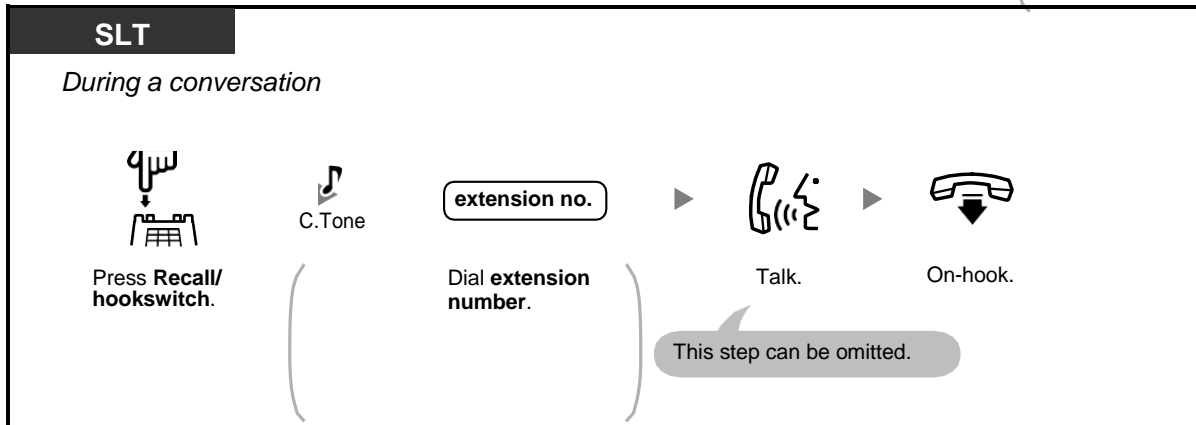 SLT
During a conversation
C.Tone
extension no.
Press Recall/
hookswitch.
Dial extension
number.
Talk.
On-hook.
This step can be omitted.